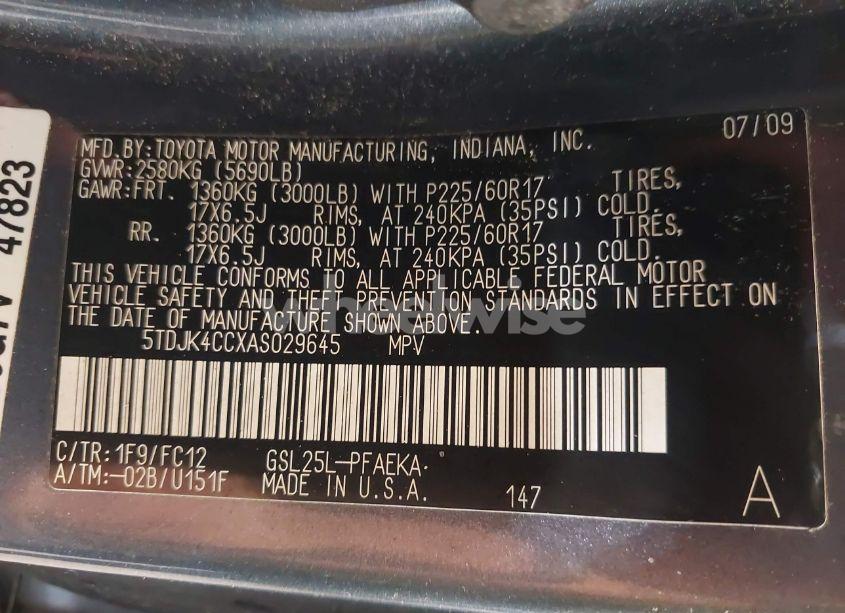 MFD.BY:TOYOTA MOTOR MANUFACTURING, INDIANA, INC. 07/09
GVWR:2580KG (5690LB)
GAWR:FRT. 1360KG (3000LB) WITH P225/60R17 TIRES,
17X6.5J RIMS, AT 240KPA (35PSI) COLD.
RR. 1360KG (3000LB) WITH P225/60R17 TIRES,
17X6.5J RIMS, AT 240KPA (35PSI) COLD.
THIS VEHICLE CONFORMS TO ALL APPLICABLE FEDERAL MOTOR
VEHICLE SAFETY AND THEFT PREVENTION STANDARDS IN EFFECT ON
THE DATE OF MANUFACTURE SHOWN ABOVE.
5TDJK4CCXAS029645 MPV
C/TR:1F9/FC12 GSL25L-PFAEKA
A/TM:-02B/U151F MADE IN U.S.A. 147 A
47823
wheelwise